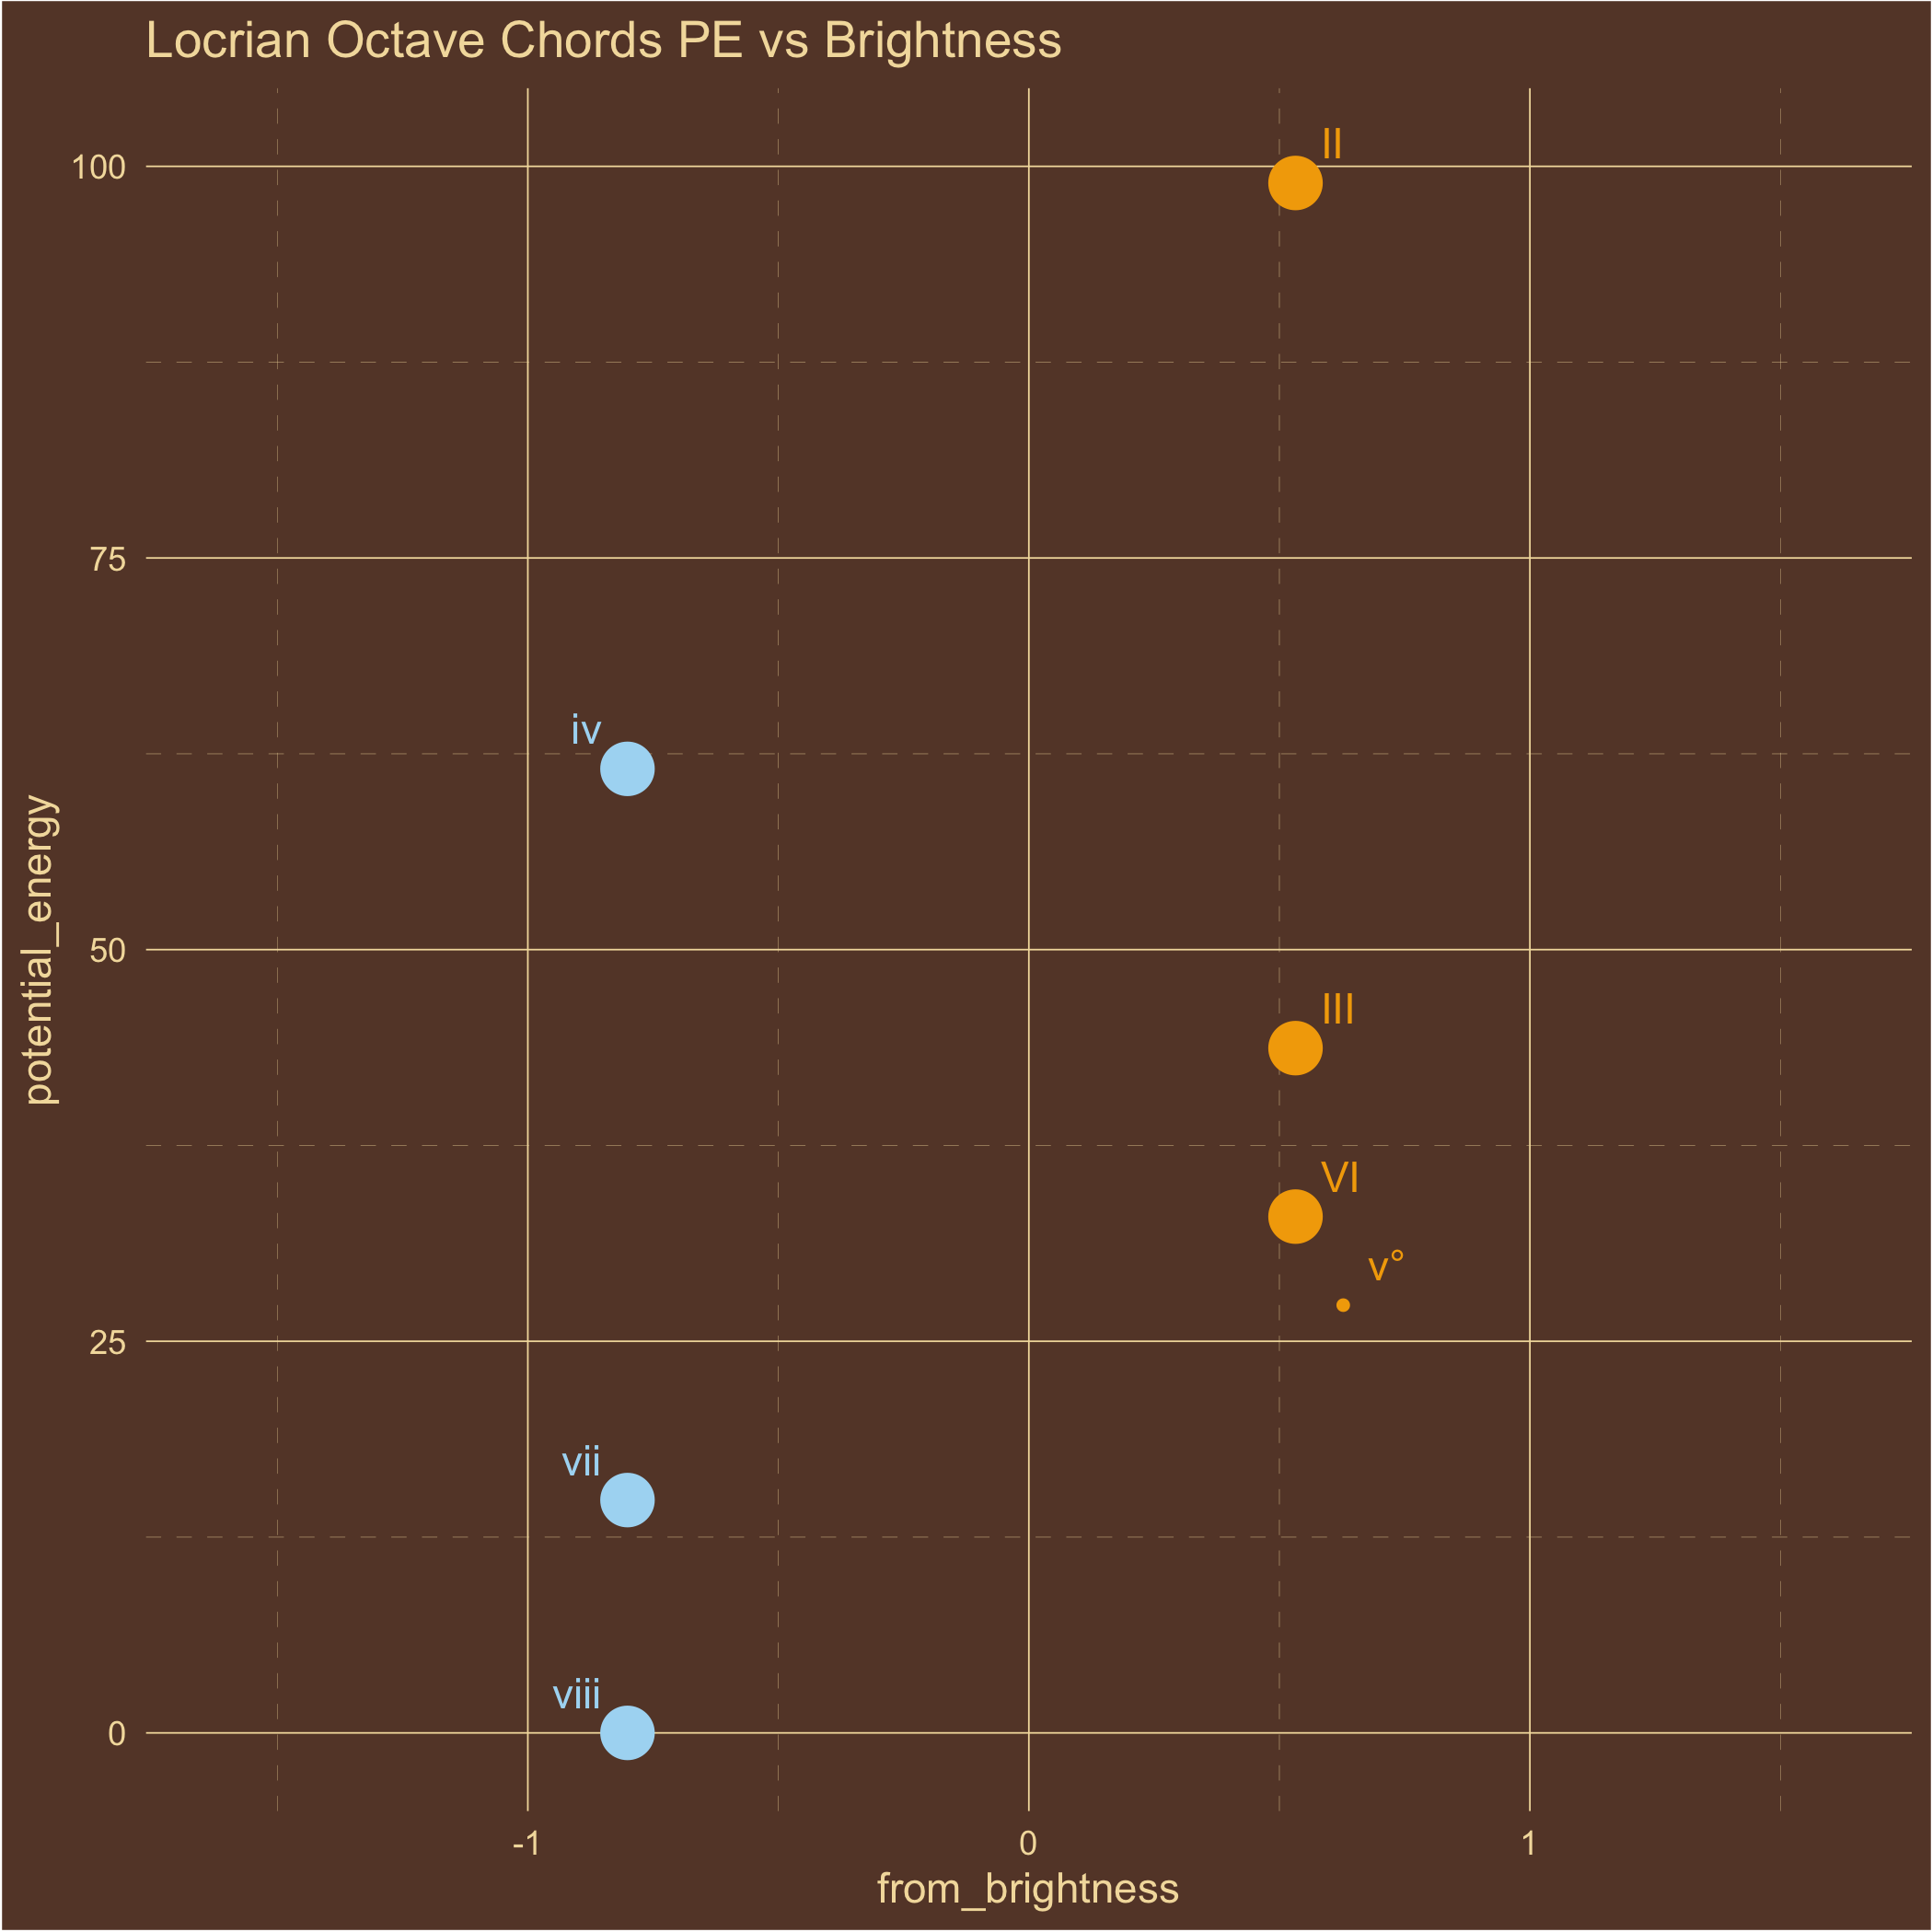 Locrian Octave Chords PE vs Brightness
II
100
75
iv
potential_energy
50
III
VI
v°
25
vii
viii
0
-1 0 1
from_brightness